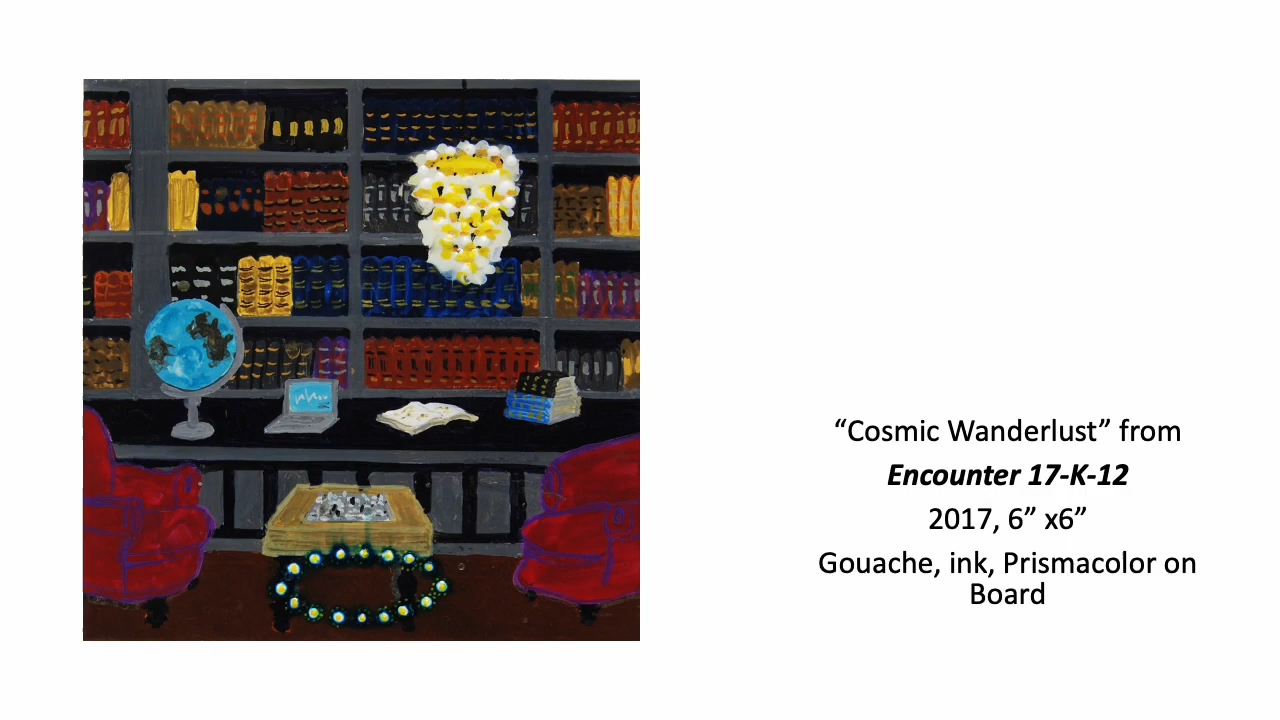 “Cosmic Wanderlust” from
Encounter 17-K-12
2017, 6” x6”
Gouache, ink, Prismacolor on
Board